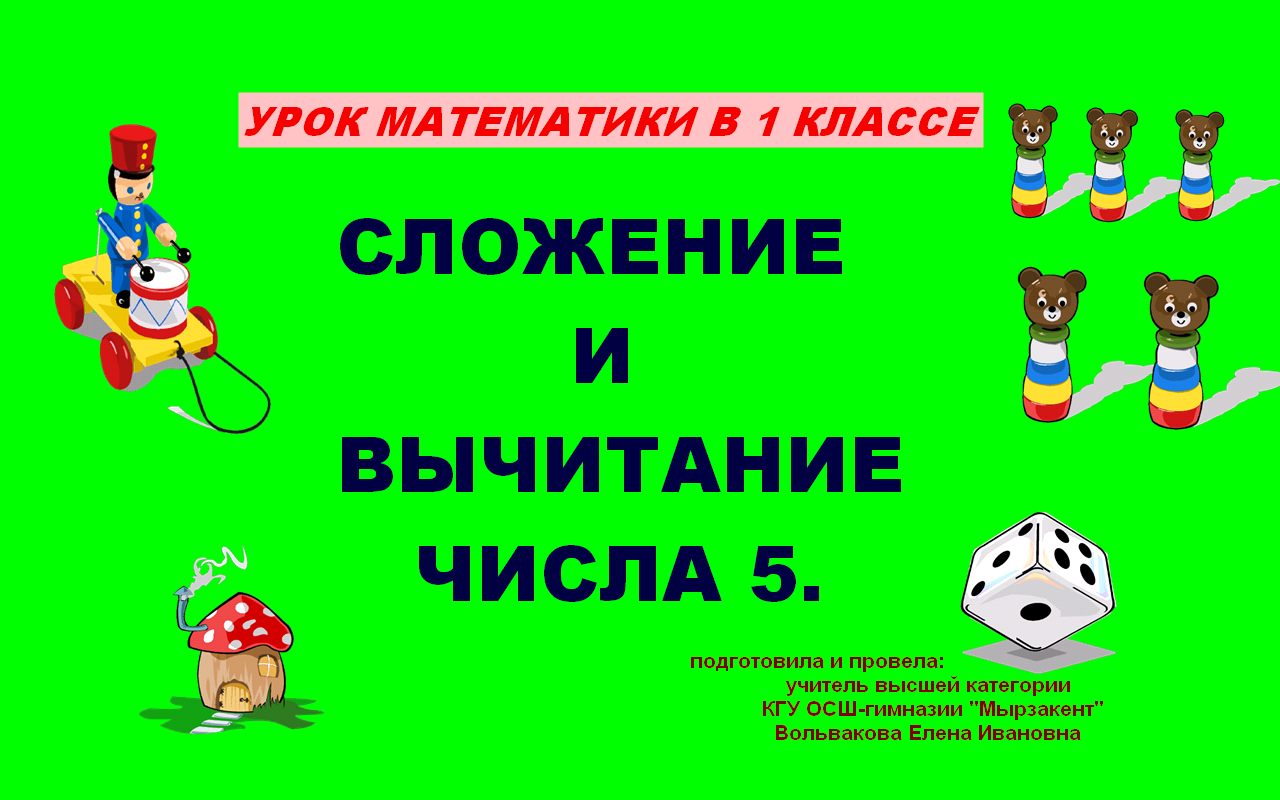 УРОК МАТЕМАТИКИ В 1 КЛАССЕ
СЛОЖЕНИЕ
И
ВЫЧИТАНИЕ
ЧИСЛА 5.
подготовила и провела:
учитель высшей категории
КГУ ОСШ-гимназии "Мырзакент"
Вольвакова Елена Ивановна